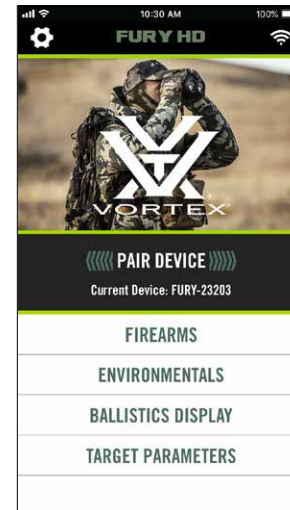 10:30 AM
100%
FURY HD
VORTEX
PAIR DEVICE
Current Device: FURY-23203
FIREARMS
ENVIRONMENTALS
BALLISTICS DISPLAY
TARGET PARAMETERS